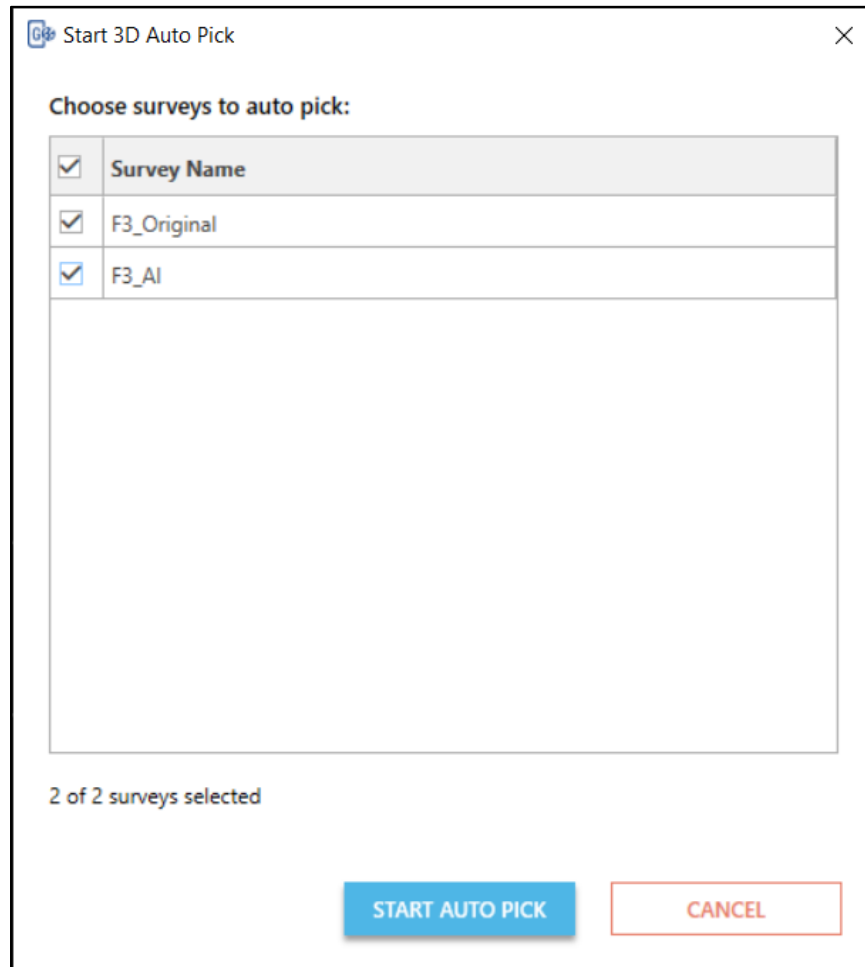 Start 3D Auto Pick
Choose surveys to auto pick:
Survey Name
F3_Original
F3_AI
2 of 2 surveys selected
START AUTO PICK
CANCEL